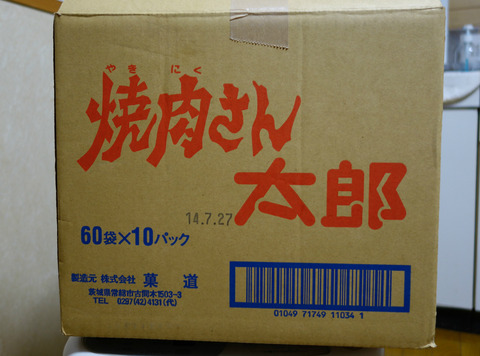 やきにく
焼肉さん
太郎
14.7.27
60袋×10パック
製造元 株式会社 菓道
茨城県常総市古間木1503-3
TEL 0297(42)4131(代)
01049 71749 11034 1